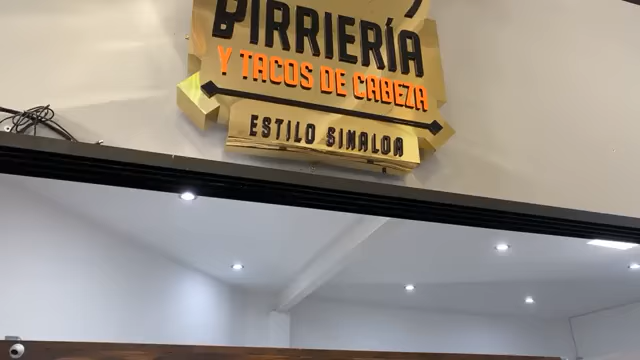 BIRRIERÍA
Y TACOS DE CABEZA
ESTILO SINALOA